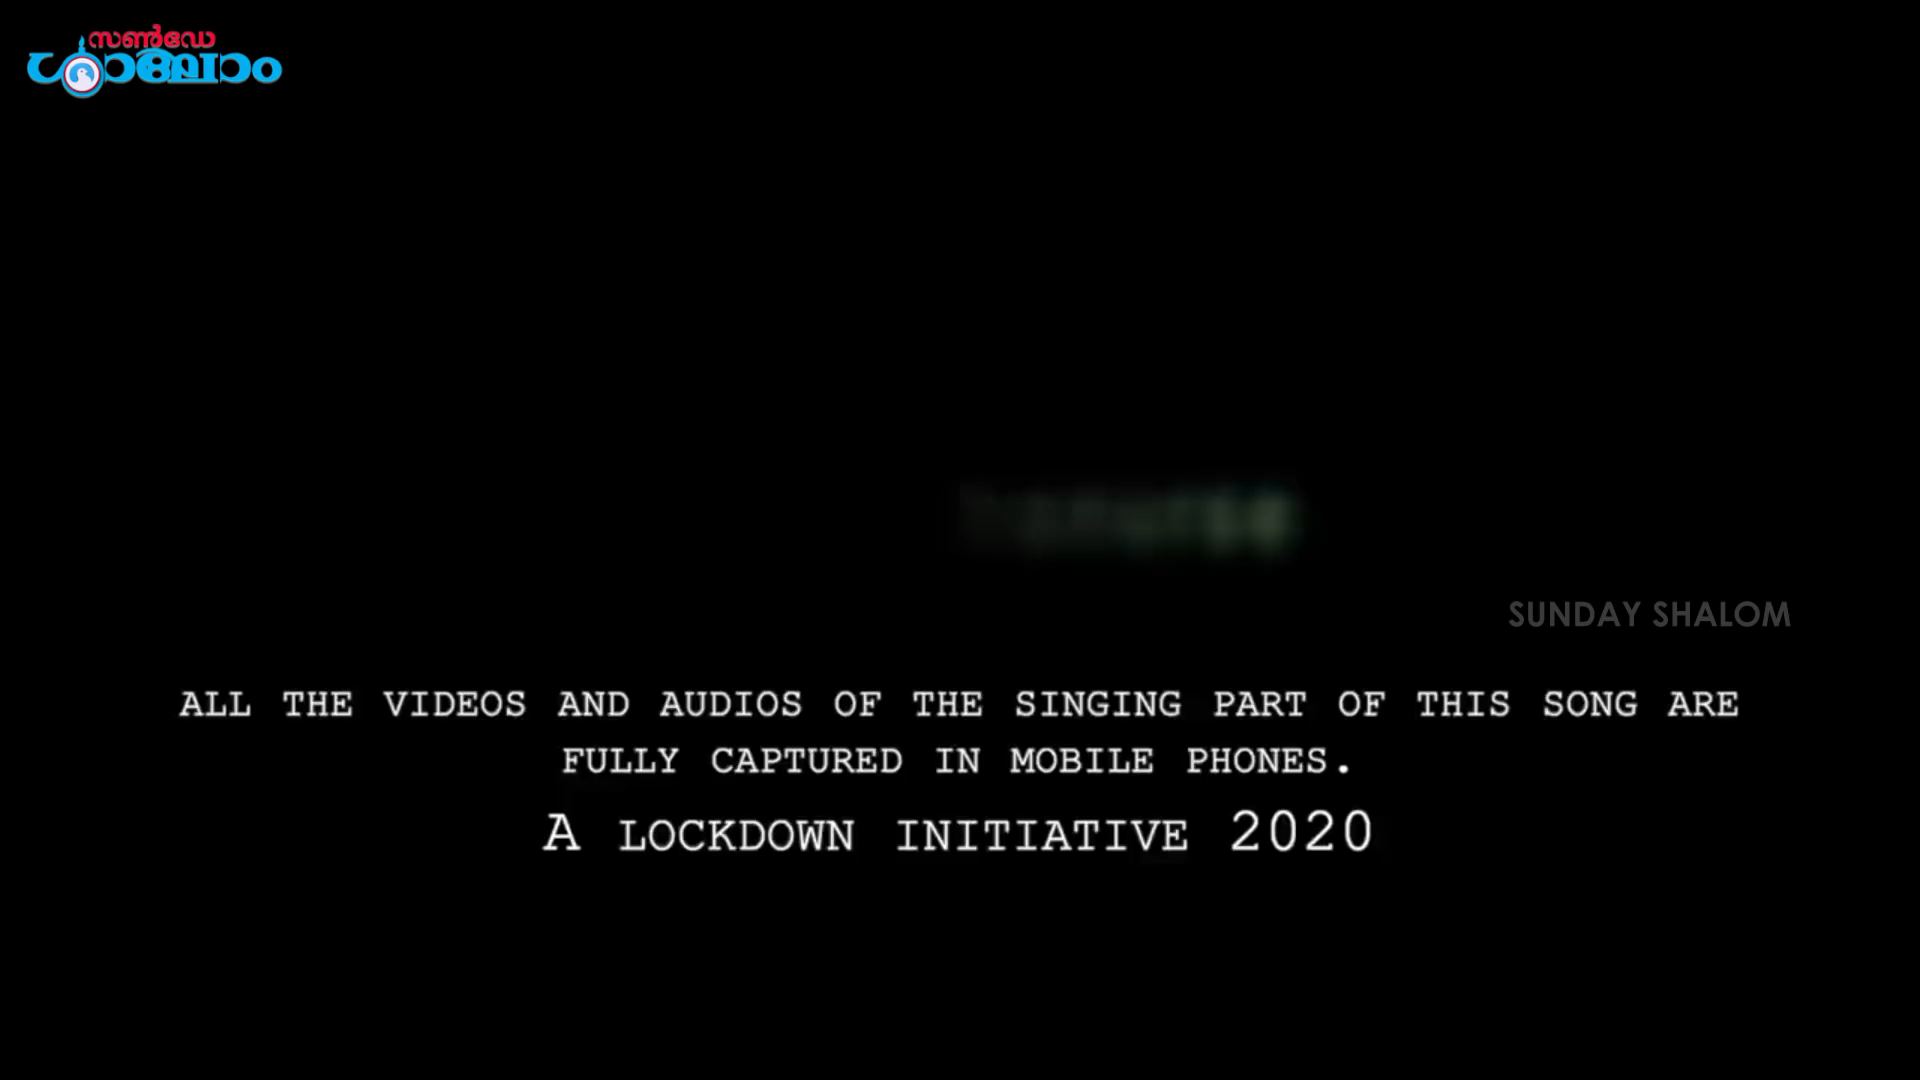 സൺഡേ
ശാലോം
SUNDAY SHALOM
ALL THE VIDEOS AND AUDIOS OF THE SINGING PART OF THIS SONG ARE
FULLY CAPTURED IN MOBILE PHONES.
A LOCKDOWN INITIATIVE 2020